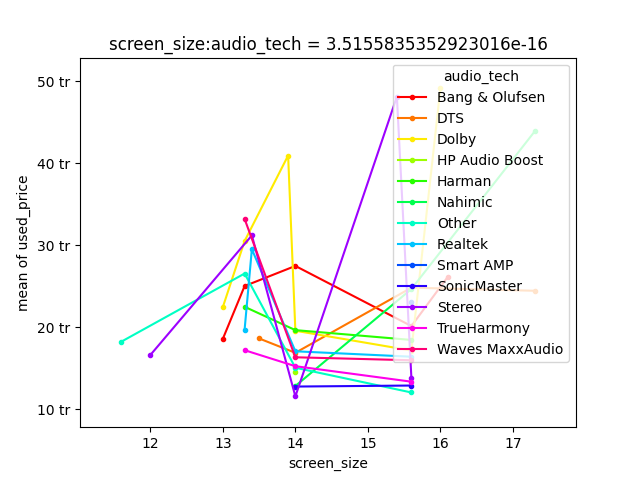 screen_size:audio_tech = 3.5155835352923016e-16
50 tr
40 tr
30 tr
20 tr
10 tr
mean of used_price
audio_tech
Bang & Olufsen
DTS
Dolby
HP Audio Boost
Harman
Nahimic
Other
Realtek
Smart AMP
SonicMaster
Stereo
TrueHarmony
Waves MaxxAudio
12 13 14 15 16 17
screen_size